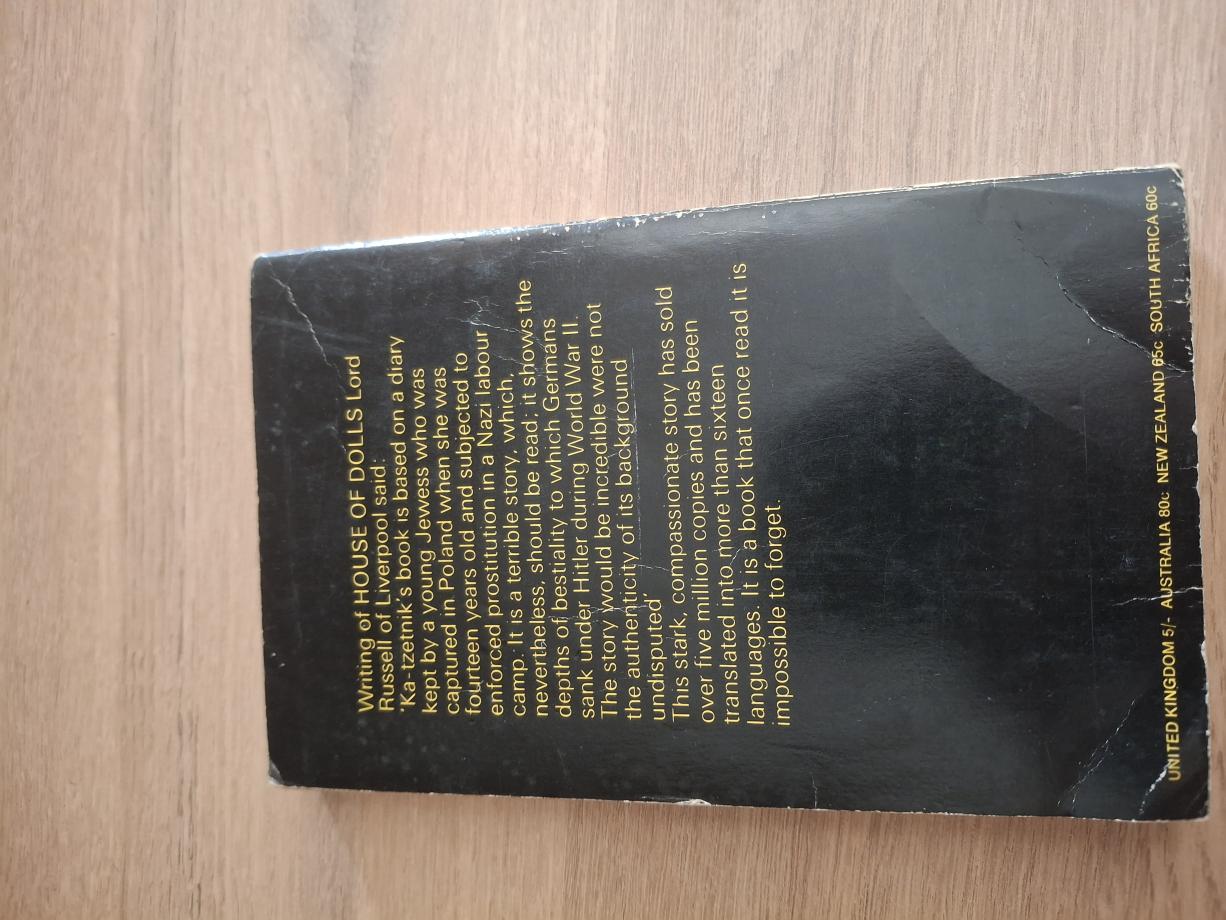 Writing of HOUSE OF DOLLS Lord
Russell of Liverpool said:
'Ka-tzetnik's book is based on a diary
kept by a young Jewess who was
captured in Poland when she was
fourteen years old and subjected to
enforced prostitution in a Nazi labour
camp. It is a terrible story, which,
nevertheless, should be read; it shows the
depths of bestiality to which Germans
sank under Hitler during World War II.
The story would be incredible were not
the authenticity of its background
undisputed'
This stark, compassionate story has sold
over five million copies and has been
translated into more than sixteen
languages. It is a book that once read it is
impossible to forget.
UNITED KINGDOM 5/- AUSTRALIA 80c NEW ZEALAND 65c SOUTH AFRICA 60c